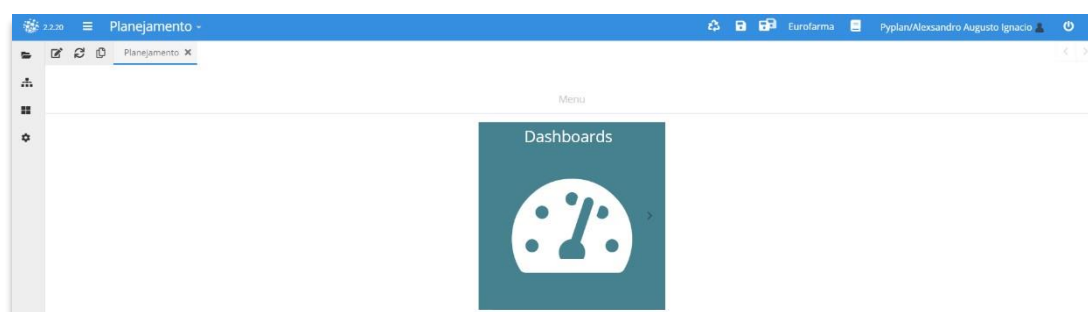 2.2.20 Planejamento Eurofarma Pyplan/Alexsandro Augusto Ignacio
Planejamento
Menu
Dashboards